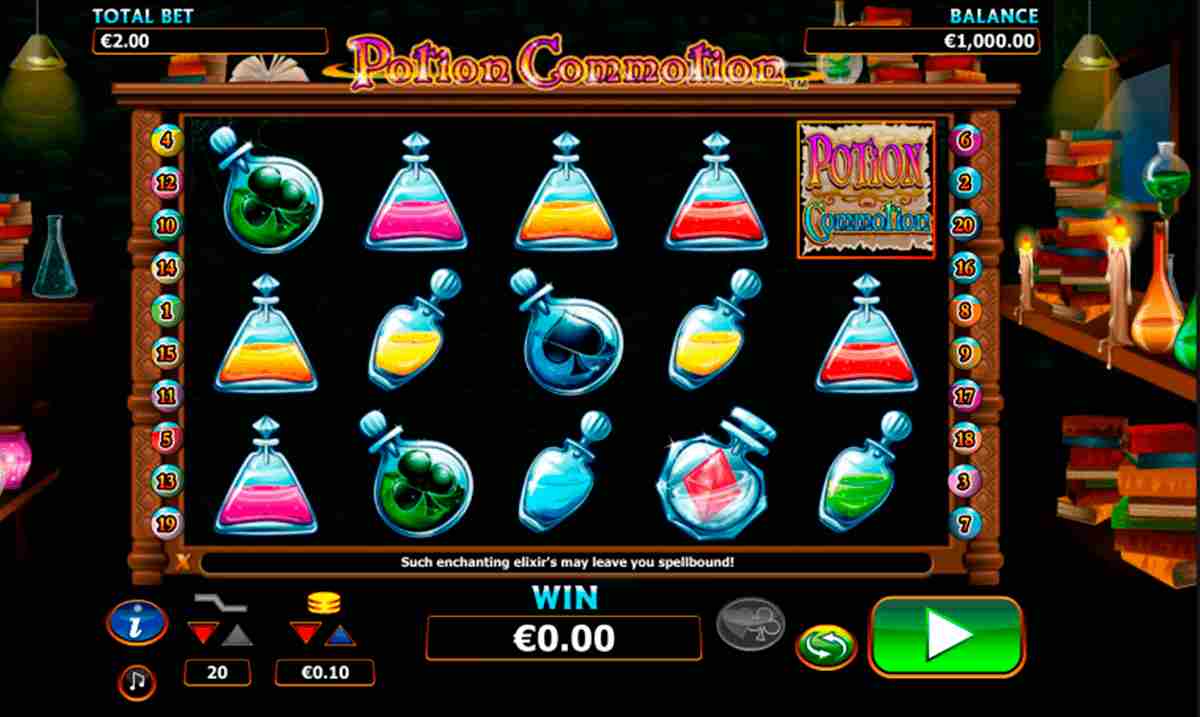 TOTAL BET
€2.00
Potion Commotion™
BALANCE
€1,000.00
4
12
10
14
1
15
11
5
13
19
Potion
Commotion
6
2
20
16
8
9
17
18
3
7
X
Such enchanting elixir's may leave you spellbound!
i
20
€0.10
WIN
€0.00